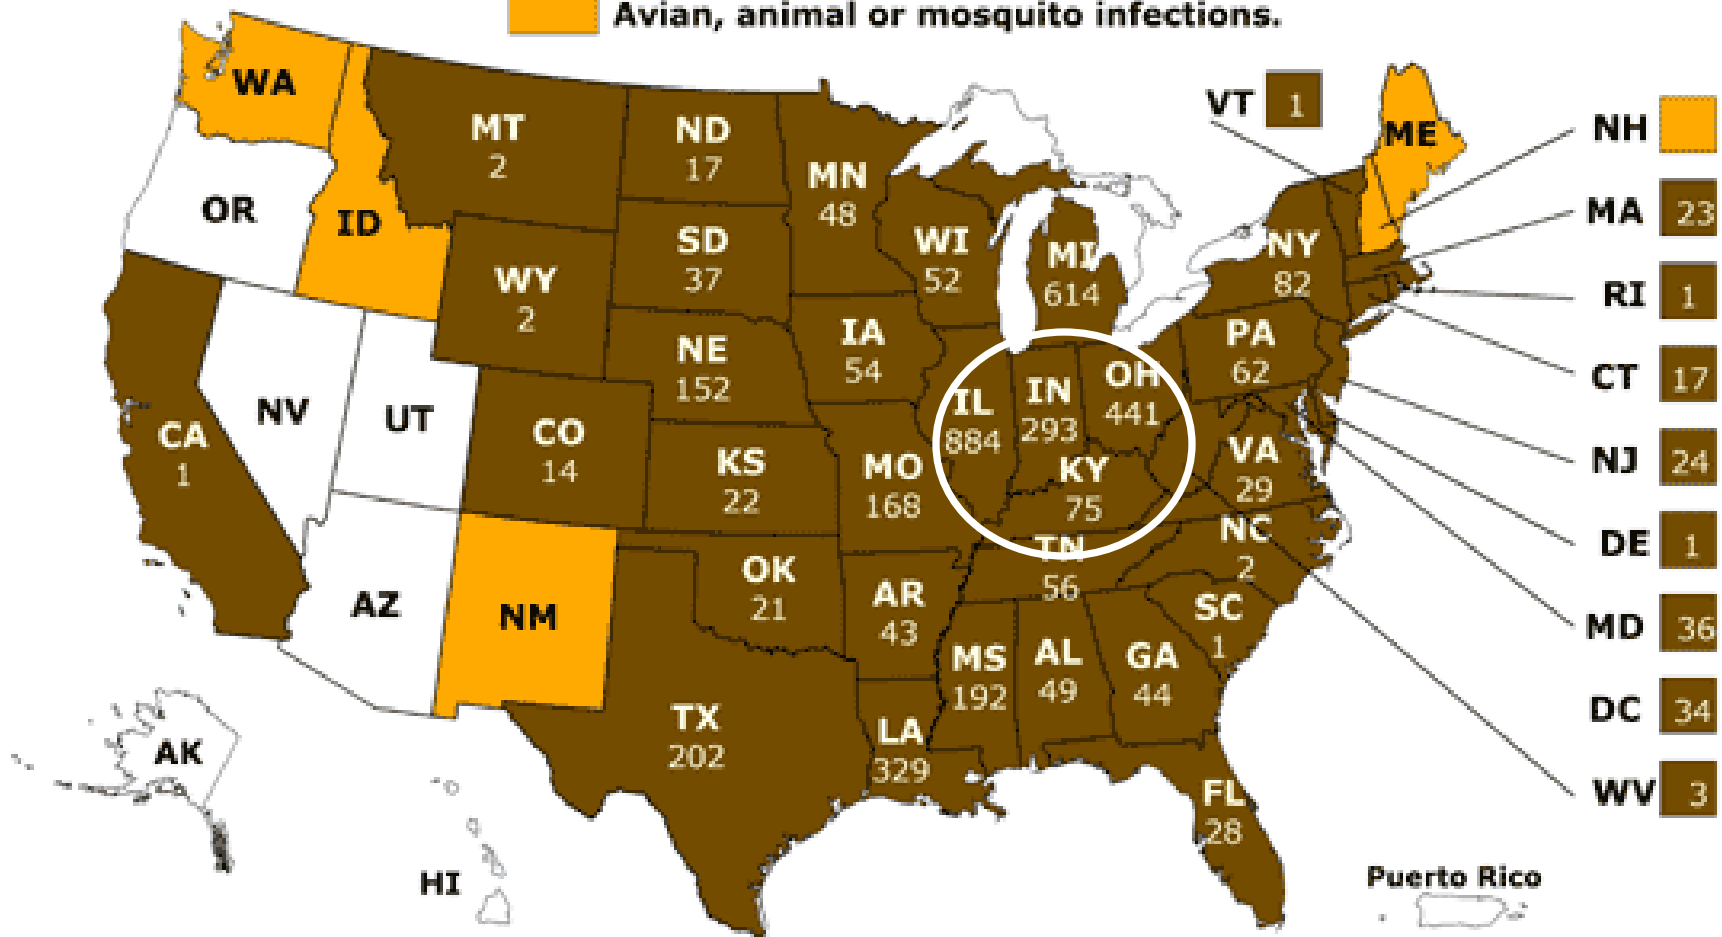 Avian, animal or mosquito infections.
WA
MT
2
ND
17
MN
48
VT 1
ME
NH
OR
ID
SD
37
WI
52
MI
614
NY
82
MA 23
WY
2
RI 1
NE
152
IA
54
PA
62
CT 17
IL
884
IN
293
OH
441
NV
UT
CA
1
CO
14
KS
22
MO
168
KY
75
VA
29
NJ 24
AZ
NM
OK
21
AR
43
TN
56
NC
2
SC
1
DE 1
MD 36
TX
202
LA
329
MS
192
AL
49
GA
44
DC 34
AK
HI
FL
28
WV 3
Puerto Rico